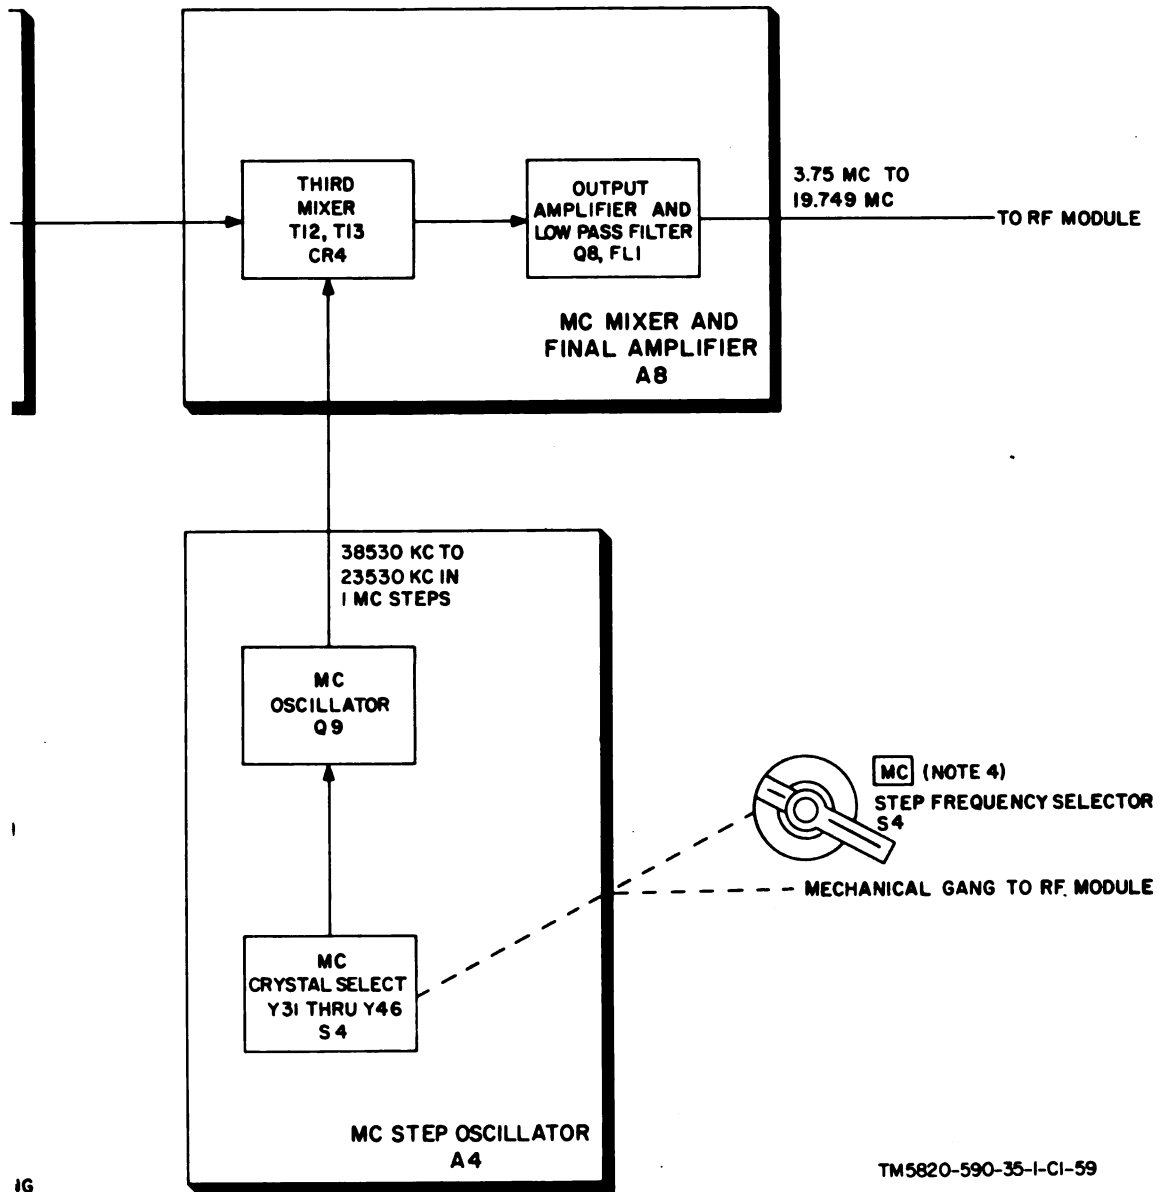 THIRD
MIXER
T12, T13
CR4
OUTPUT
AMPLIFIER AND
LOW PASS FILTER
Q8, FL1
3.75 MC TO
19.749 MC
TO RF MODULE
MC MIXER AND
FINAL AMPLIFIER
A8
38530 KC TO
23530 KC IN
1 MC STEPS
MC
OSCILLATOR
Q9
MC (NOTE 4)
STEP FREQUENCY SELECTOR
S4
MECHANICAL GANG TO RF MODULE
MC
CRYSTAL SELECT
Y31 THRU Y46
S4
MC STEP OSCILLATOR
A4
TM5820-590-35-1-C1-59